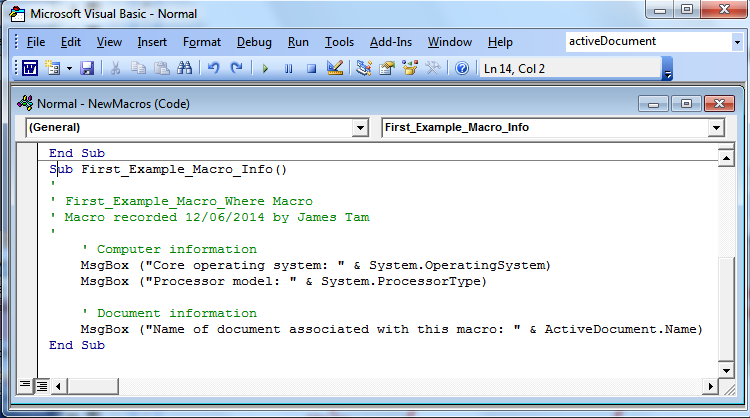 Microsoft Visual Basic - Normal
File Edit View Insert Format Debug Run Tools Add-Ins Window Help activeDocument
W Ln 14, Col 2
Normal - NewMacros (Code)
(General) First_Example_Macro_Info
End Sub
Sub First_Example_Macro_Info()
'
' First_Example_Macro_Where Macro
' Macro recorded 12/06/2014 by James Tam
'
' Computer information
MsgBox ("Core operating system: " & System.OperatingSystem)
MsgBox ("Processor model: " & System.ProcessorType)
' Document information
MsgBox ("Name of document associated with this macro: " & ActiveDocument.Name)
End Sub